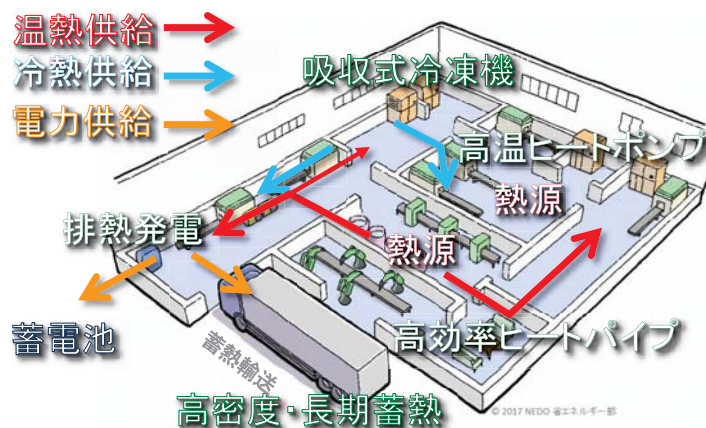 温熱供給
冷熱供給
電力供給
吸収式冷凍機
高温ヒートポンプ
熱源
排熱発電
熱源
蓄電池
高効率ヒートパイプ
蓄熱輸送
高密度・長期蓄熱
© 2017 NEDO 省エネルギー部